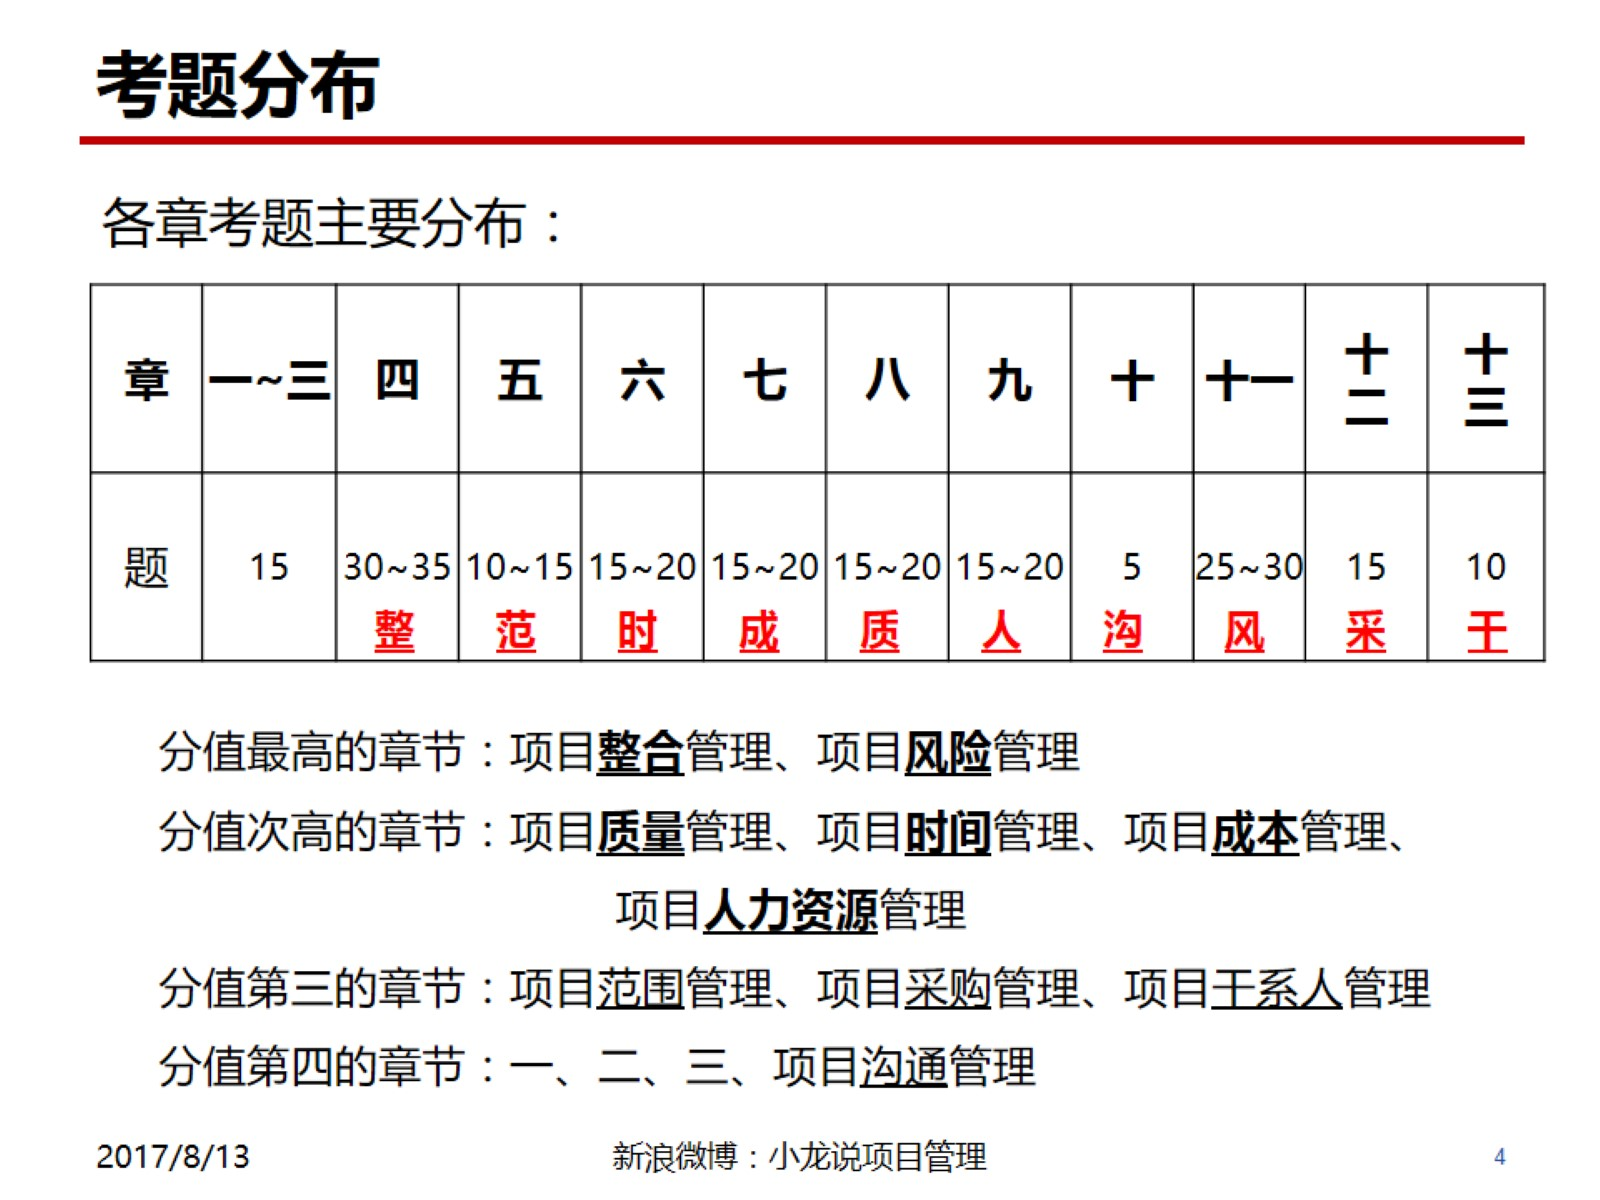 考题分布
各章考题主要分布：
章 一~三 四 五 六 七 八 九 十 十一 十二 十三
题 15 30~35 10~15 15~20 15~20 15~20 15~20 5 25~30 15 10
整 范 时 成 质 人 沟 风 采 干
分值最高的章节：项目整合管理、项目风险管理
分值次高的章节：项目质量管理、项目时间管理、项目成本管理、
项目人力资源管理
分值第三的章节：项目范围管理、项目采购管理、项目干系人管理
分值第四的章节：一、二、三、项目沟通管理
2017/8/13 新浪微博：小龙说项目管理 4